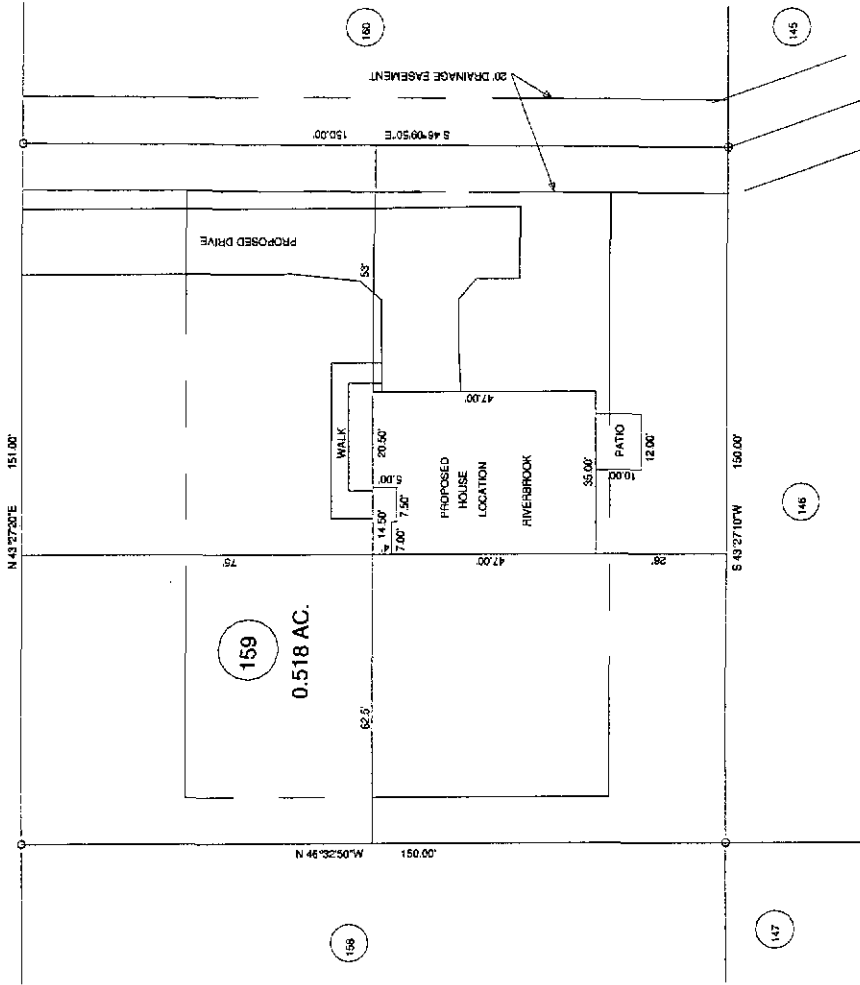 160
145
20' DRAINAGE EASEMENT
S 46°09'50"E 150.00'
PROPOSED DRIVE
53'
N 43°27'20"E 151.00'
WALK
20.50'
47.00'
5.00'
14.50'
7.50'
7.00'
PROPOSED
HOUSE
LOCATION
RIVERBROOK
35.00'
PATIO
10.00'
12.00'
S 43°27'10"W 150.00'
146
75'
47.00'
28'
159
0.518 AC.
62.5'
N 46°32'50"W 150.00'
158
147